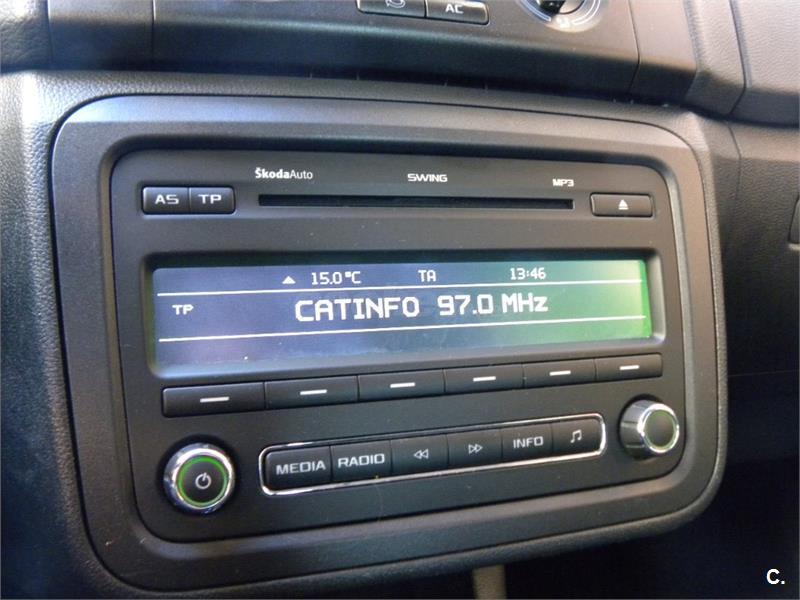 AC
ŠkodaAuto SWING MP3
AS TP
15.0°C TA 13:46
TP CATINFO 97.0 MHz
MEDIA RADIO INFO
C.